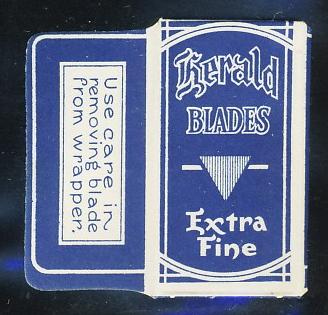 Herald
BLADES
Extra
Fine
Use care in
removing blade
from wrapper.